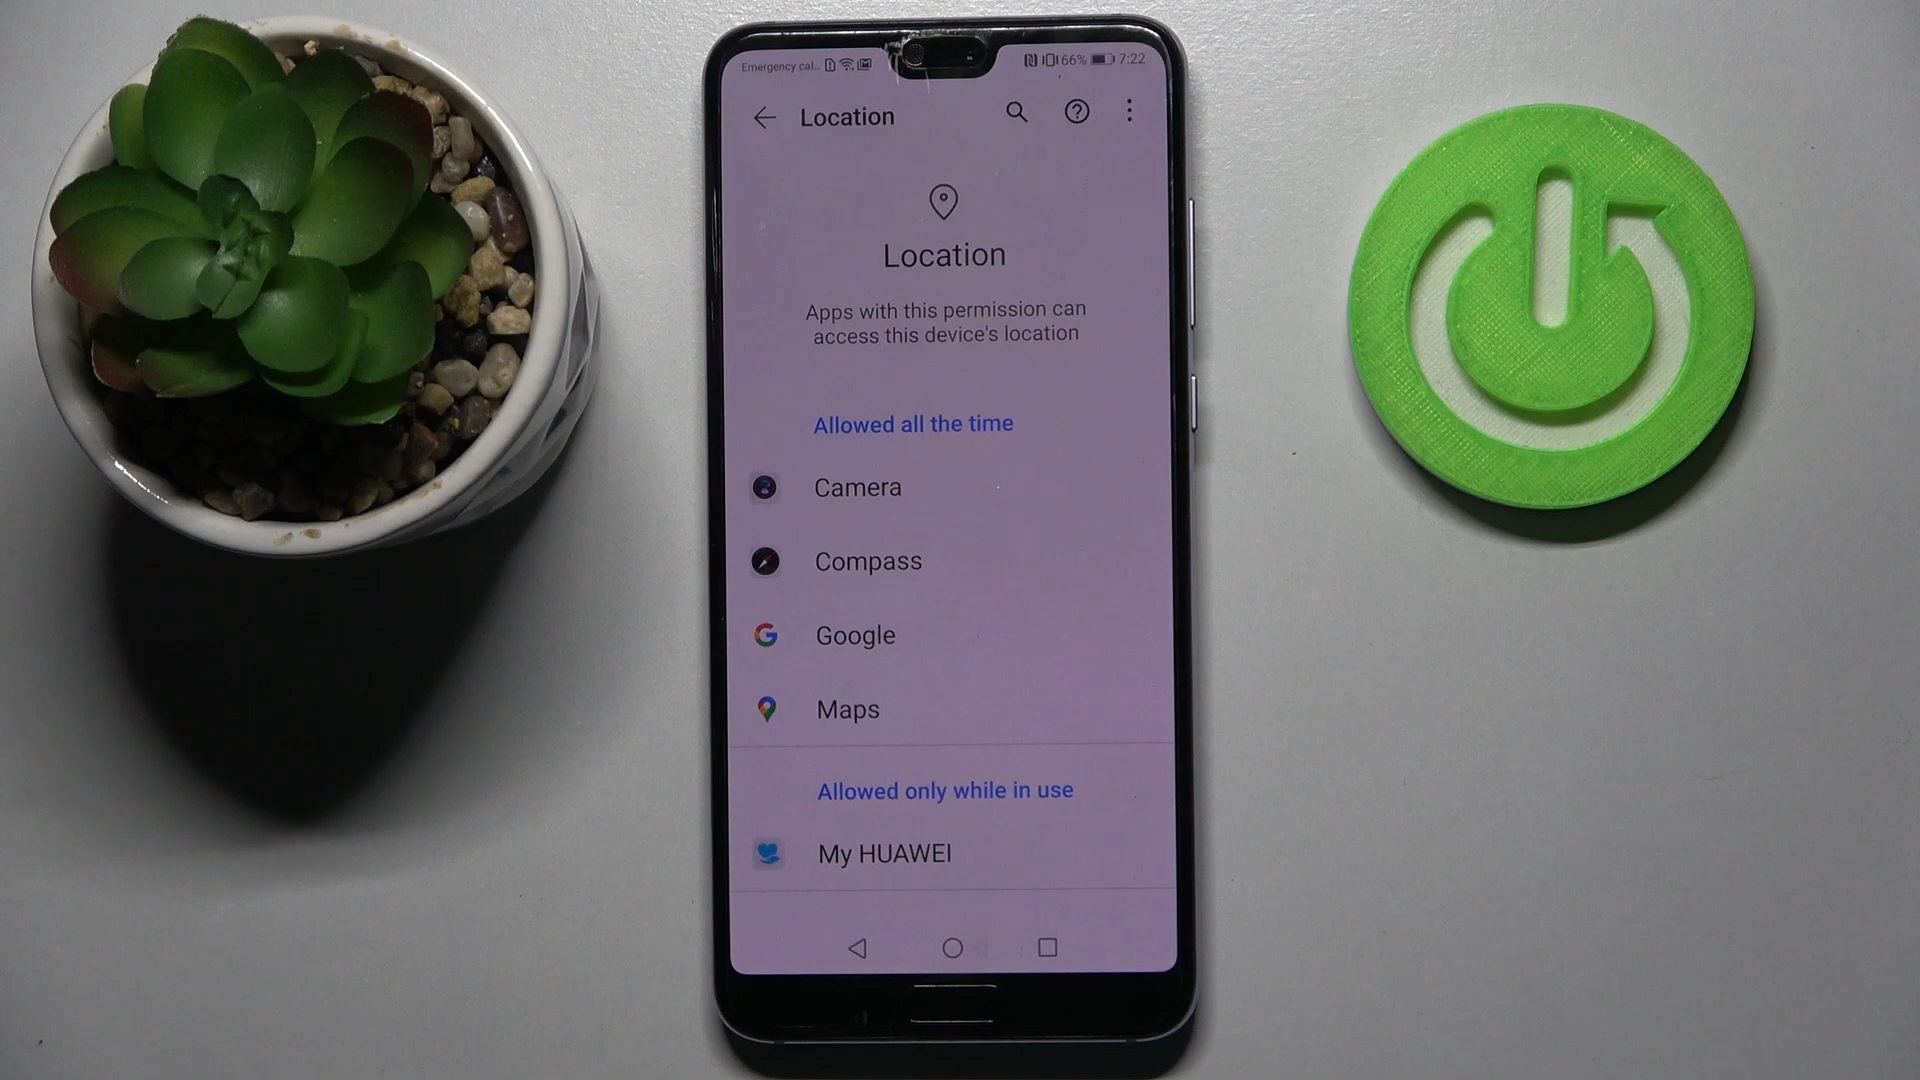 Emergency cal... 66% 7:22
Location
Location
Apps with this permission can
access this device's location
Allowed all the time
Camera
Compass
Google
Maps
Allowed only while in use
My HUAWEI